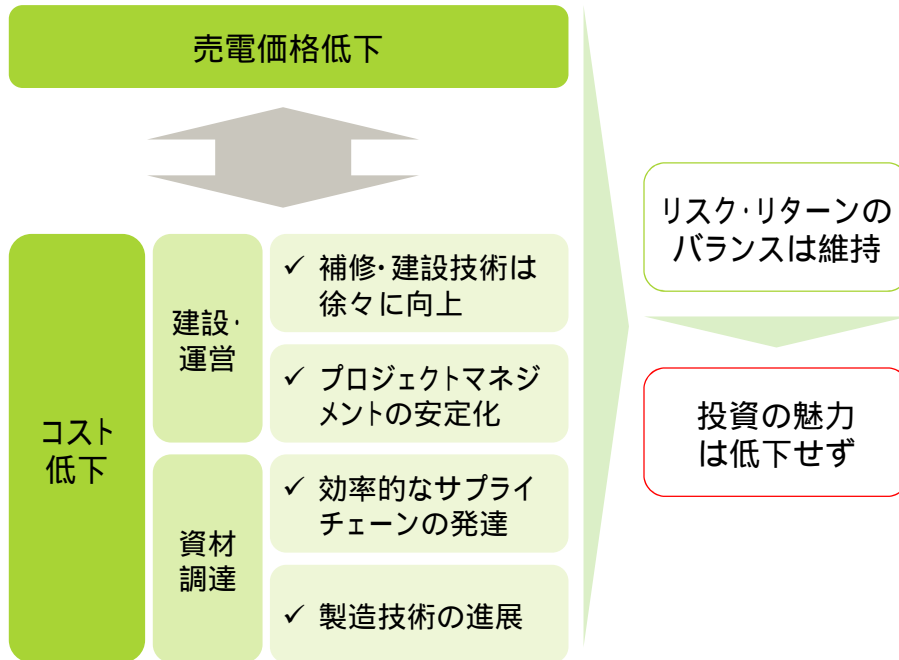 売電価格低下
コスト
低下
建設・
運営
✓ 補修・建設技術は
徐々に向上
✓ プロジェクトマネジ
メントの安定化
資材
調達
✓ 効率的なサプライ
チェーンの発達
✓ 製造技術の進展
リスク・リターンの
バランスは維持
投資の魅力
は低下せず